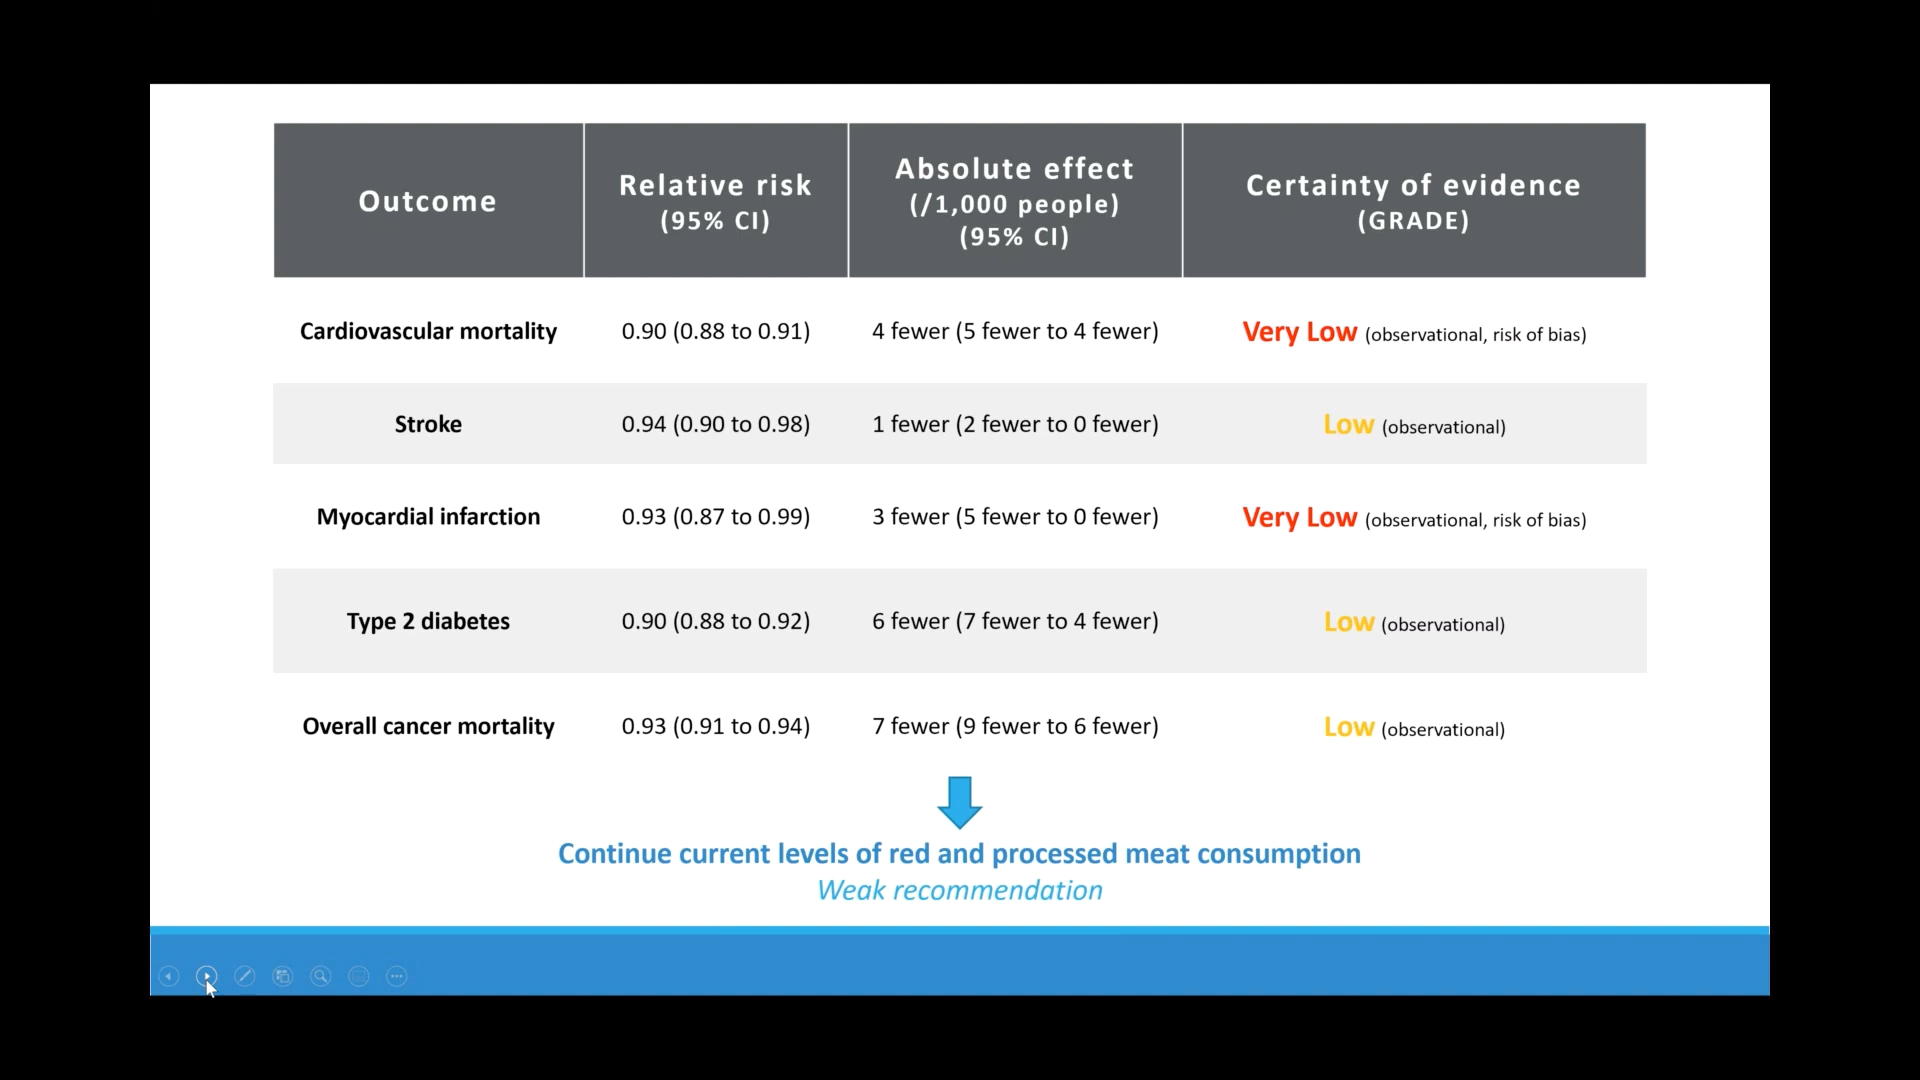 Outcome
Relative risk
(95% CI)
Absolute effect
(/1,000 people)
(95% CI)
Certainty of evidence
(GRADE)
Cardiovascular mortality
0.90 (0.88 to 0.91)
4 fewer (5 fewer to 4 fewer)
Very Low (observational, risk of bias)
Stroke
0.94 (0.90 to 0.98)
1 fewer (2 fewer to 0 fewer)
Low (observational)
Myocardial infarction
0.93 (0.87 to 0.99)
3 fewer (5 fewer to 0 fewer)
Very Low (observational, risk of bias)
Type 2 diabetes
0.90 (0.88 to 0.92)
6 fewer (7 fewer to 4 fewer)
Low (observational)
Overall cancer mortality
0.93 (0.91 to 0.94)
7 fewer (9 fewer to 6 fewer)
Low (observational)
Continue current levels of red and processed meat consumption
Weak recommendation